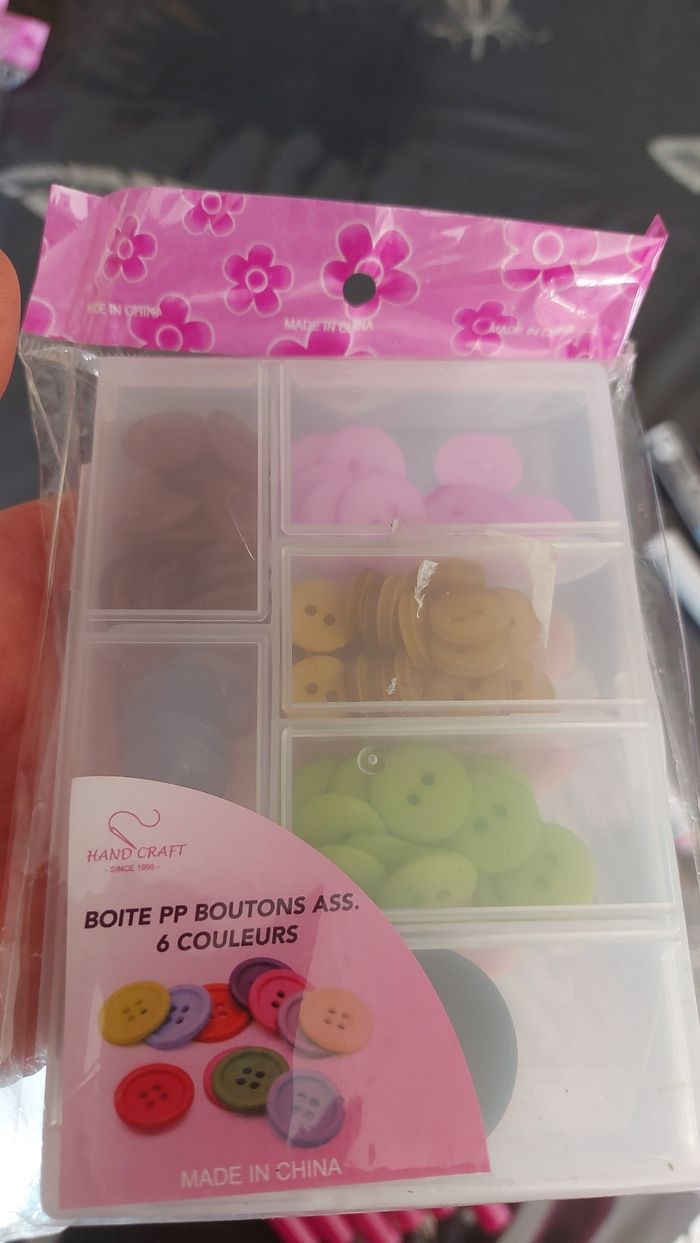 MADE IN CHINA
MADE IN CHINA
MADE IN CHINA
HAND CRAFT
- SINCE 1996 -
BOITE PP BOUTONS ASS.
6 COULEURS
MADE IN CHINA